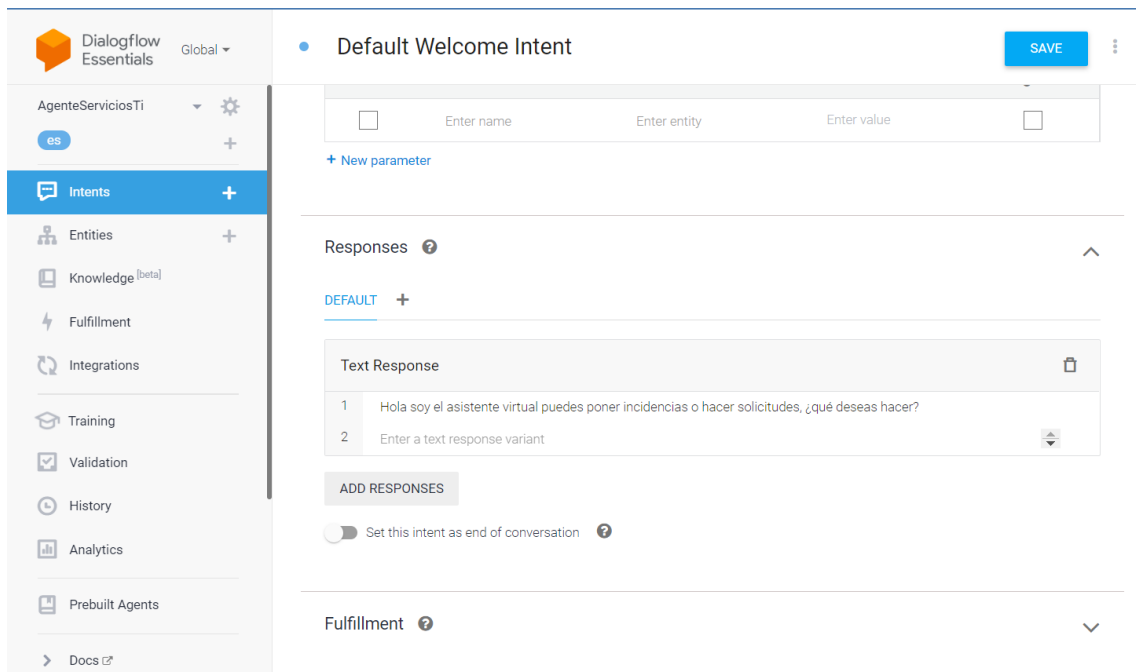 Dialogflow
Essentials
Global
AgenteServiciosTi
es
Intents
Entities
Knowledge [beta]
Fulfillment
Integrations
Training
Validation
History
Analytics
Prebuilt Agents
Docs
Default Welcome Intent
SAVE
Enter name Enter entity Enter value
+ New parameter
Responses
DEFAULT
Text Response
1 Hola soy el asistente virtual puedes poner incidencias o hacer solicitudes, ¿qué deseas hacer?
2 Enter a text response variant
ADD RESPONSES
Set this intent as end of conversation
Fulfillment